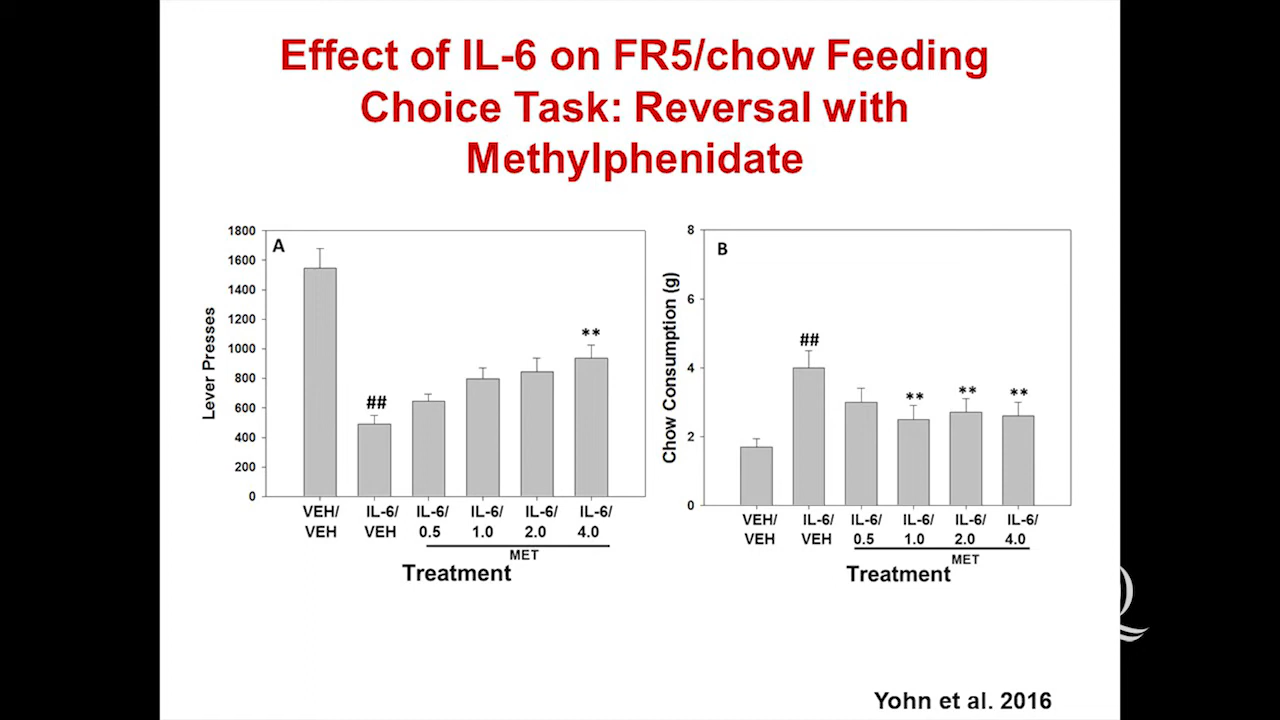 Effect of IL-6 on FR5/chow Feeding
Choice Task: Reversal with
Methylphenidate
A
1800
1600
1400
1200
1000
800
600
400
200
0
Lever Presses
##
**
VEH/ IL-6/ IL-6/ IL-6/ IL-6/ IL-6/
VEH VEH 0.5 1.0 2.0 4.0
MET
Treatment
B
8
6
4
2
0
Chow Consumption (g)
##
** ** **
VEH/ IL-6/ IL-6/ IL-6/ IL-6/ IL-6/
VEH VEH 0.5 1.0 2.0 4.0
MET
Treatment
Q
Yohn et al. 2016